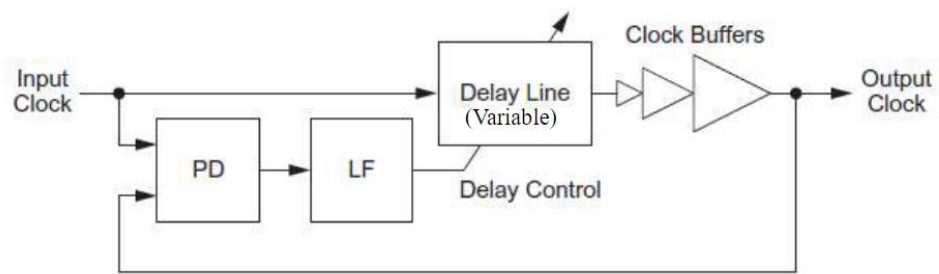 Clock Buffers
Input
Clock
Delay Line
(Variable)
Output
Clock
PD
LF
Delay Control